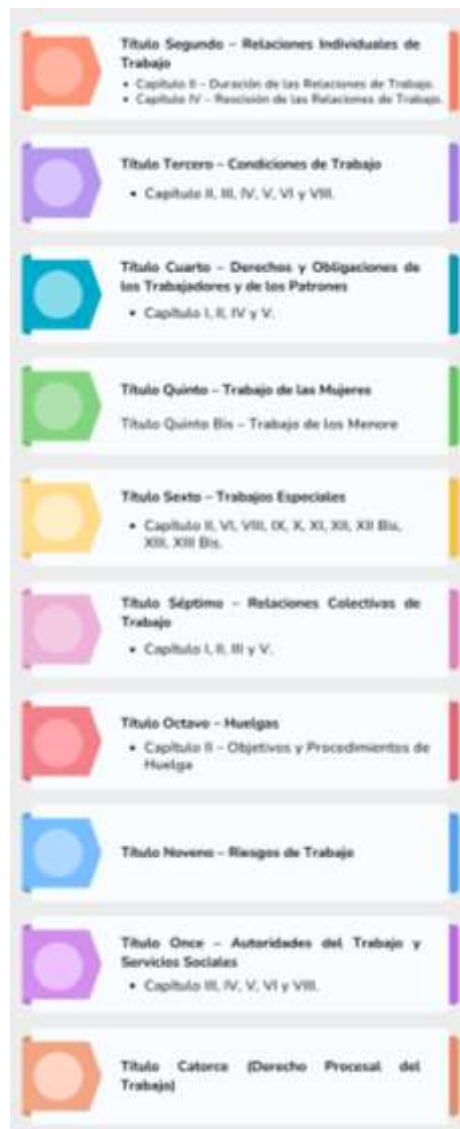 Título Segundo – Relaciones Individuales de
Trabajo
• Capítulo II – Duración de las Relaciones de Trabajo.
• Capítulo IV – Rescisión de las Relaciones de Trabajo.
Título Tercero – Condiciones de Trabajo
• Capítulo II, III, IV, V, VI y VIII.
Título Cuarto – Derechos y Obligaciones de
los Trabajadores y de los Patrones
• Capítulo I, II, IV y V.
Título Quinto – Trabajo de las Mujeres
Título Quinto Bis – Trabajo de los Menore
Título Sexto – Trabajos Especiales
• Capítulo II, VI, VIII, IX, X, XI, XII, XII Bis,
XIII, XIII Bis.
Título Séptimo – Relaciones Colectivas de
Trabajo
• Capítulo I, II, III y V.
Título Octavo – Huelgas
• Capítulo II – Objetivos y Procedimientos de
Huelga
Título Noveno – Riesgos de Trabajo
Título Once – Autoridades del Trabajo y
Servicios Sociales
• Capítulo III, IV, V, VI y VIII.
Título Catorce (Derecho Procesal del
Trabajo)